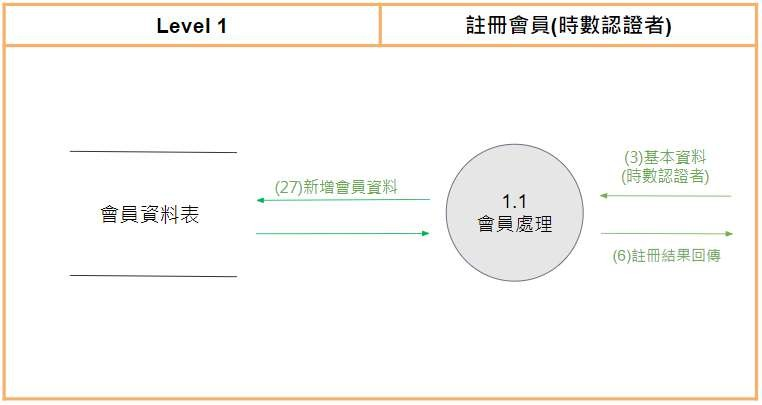 Level 1
註冊會員(時數認證者)
(3)基本資料
(時數認證者)
(27)新增會員資料
1.1
會員處理
會員資料表
(6)註冊結果回傳